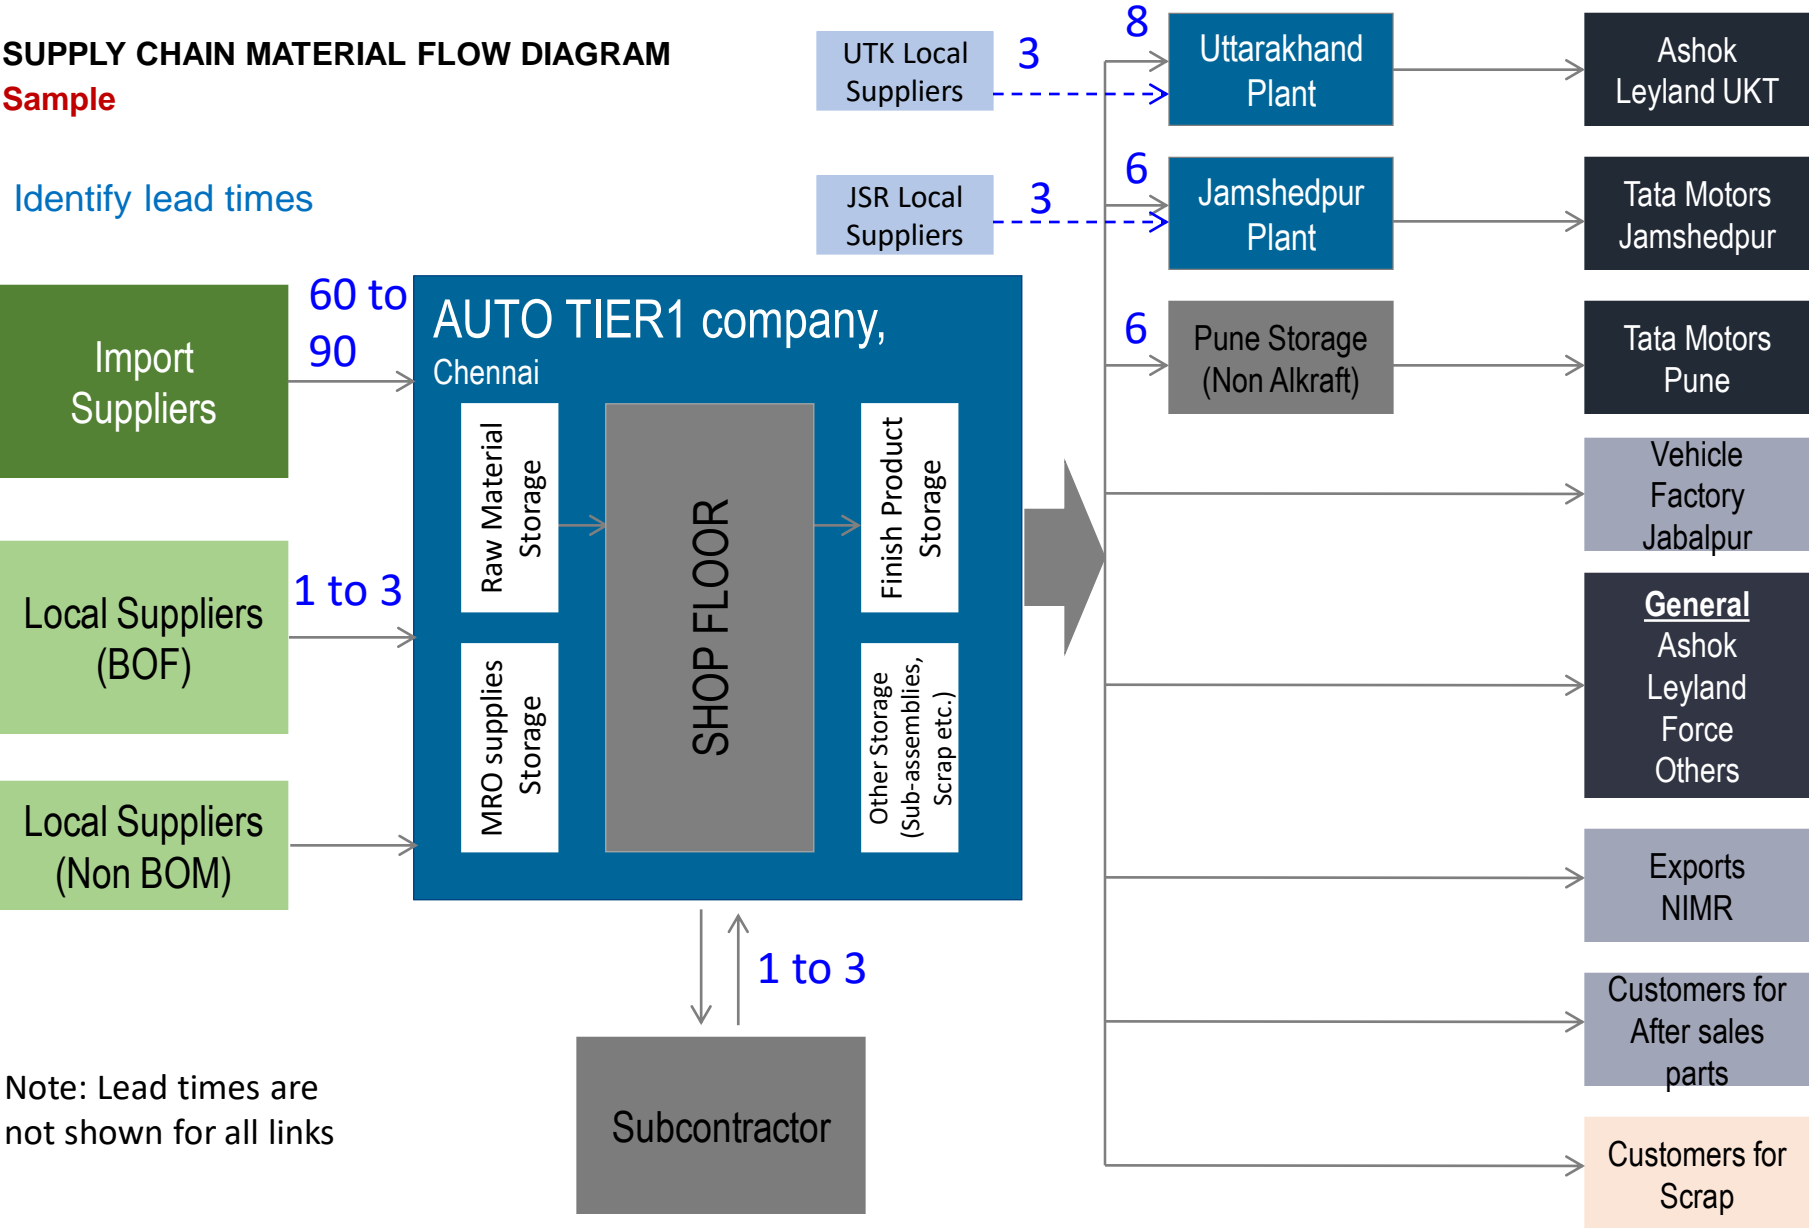 SUPPLY CHAIN MATERIAL FLOW DIAGRAM
Sample
Identify lead times
UTK Local
Suppliers
3
8
Uttarakhand
Plant
Ashok
Leyland UKT
JSR Local
Suppliers
3
6
Jamshedpur
Plant
Tata Motors
Jamshedpur
Import
Suppliers
60 to
90
AUTO TIER1 company,
Chennai
6
Pune Storage
(Non Alkraft)
Tata Motors
Pune
Raw Material
Storage
SHOP FLOOR
Finish Product
Storage
Vehicle
Factory
Jabalpur
Local Suppliers
(BOF)
1 to 3
MRO supplies
Storage
Other Storage
(Sub-assemblies,
Scrap etc.)
General
Ashok
Leyland
Force
Others
Local Suppliers
(Non BOM)
Exports
NIMR
1 to 3
Subcontractor
Customers for
After sales
parts
Customers for
Scrap
Note: Lead times are
not shown for all links